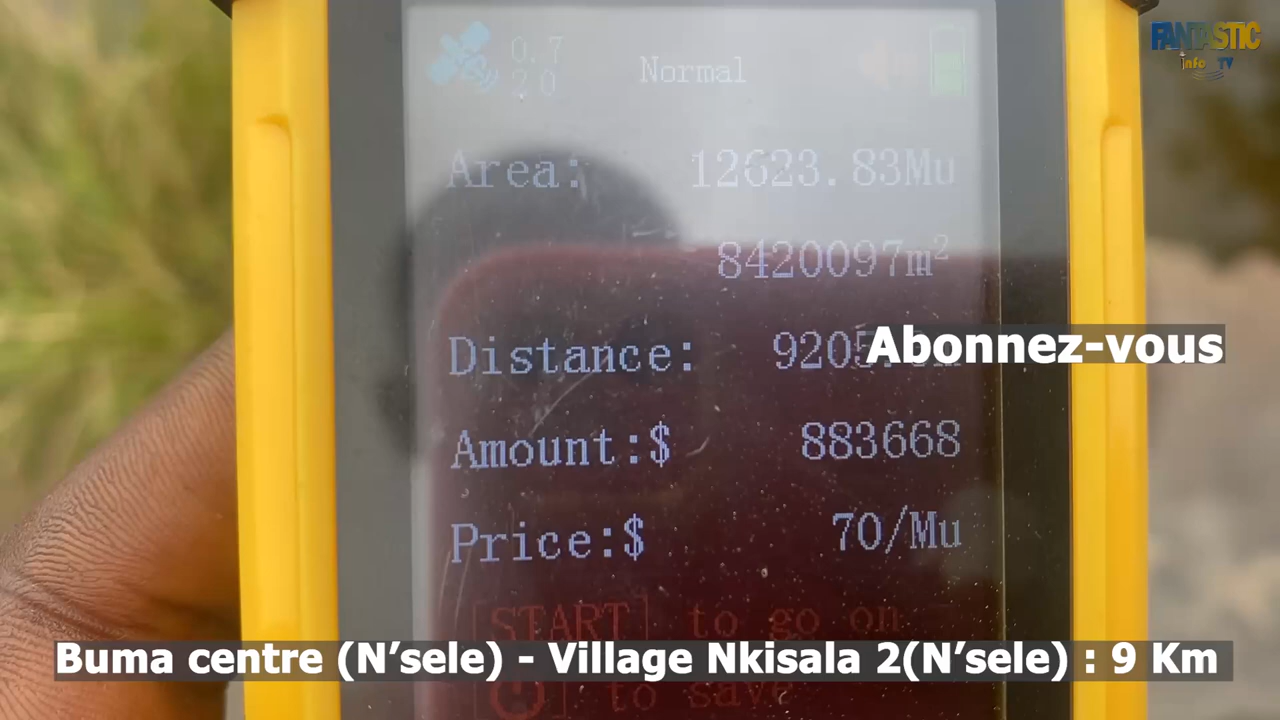 FANTASTIC
info TV
0.7
2.0
Normal
Area: 12623.83Mu
8420097m²
Distance: 9205
Abonnez-vous
Amount:$ 883668
Price:$ 70/Mu
[START] to go on
Buma centre (N’sele) - Village Nkisala 2(N’sele) : 9 Km
to save